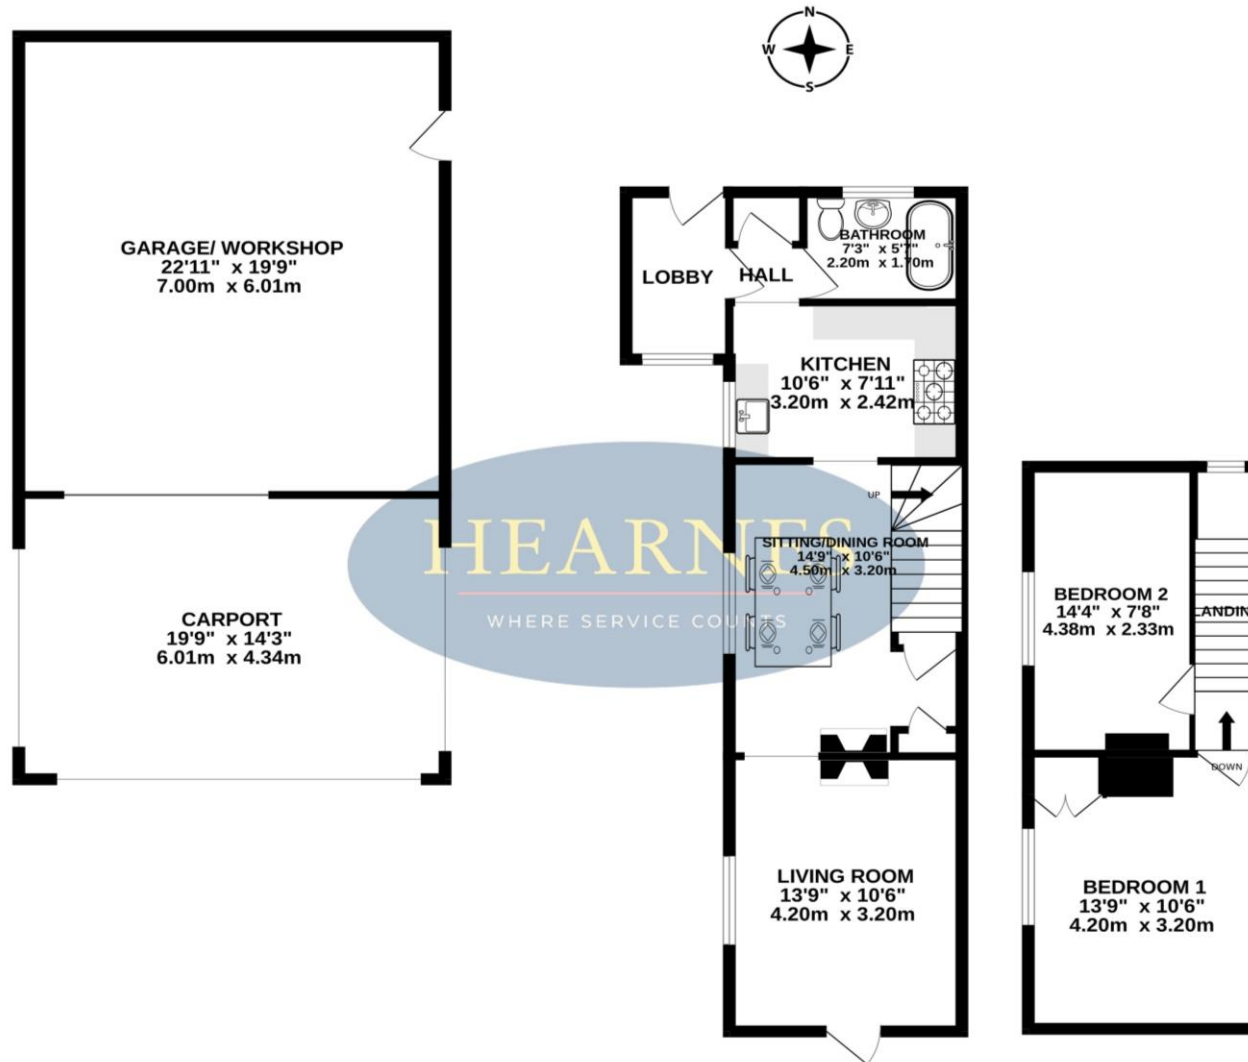 N
W E
S
GARAGE/ WORKSHOP
22'11" x 19'9"
7.00m x 6.01m
CARPORT
19'9" x 14'3"
6.01m x 4.34m
LOBBY
HALL
BATHROOM
7'3" x 5'7"
2.20m x 1.70m
KITCHEN
10'6" x 7'11"
3.20m x 2.42m
UP
SITTING/DINING ROOM
14'9" x 10'6"
4.50m x 3.20m
HEARNES
WHERE SERVICE COUNTS
LIVING ROOM
13'9" x 10'6"
4.20m x 3.20m
BEDROOM 2
14'4" x 7'8"
4.38m x 2.33m
ANDIN
DOWN
BEDROOM 1
13'9" x 10'6"
4.20m x 3.20m